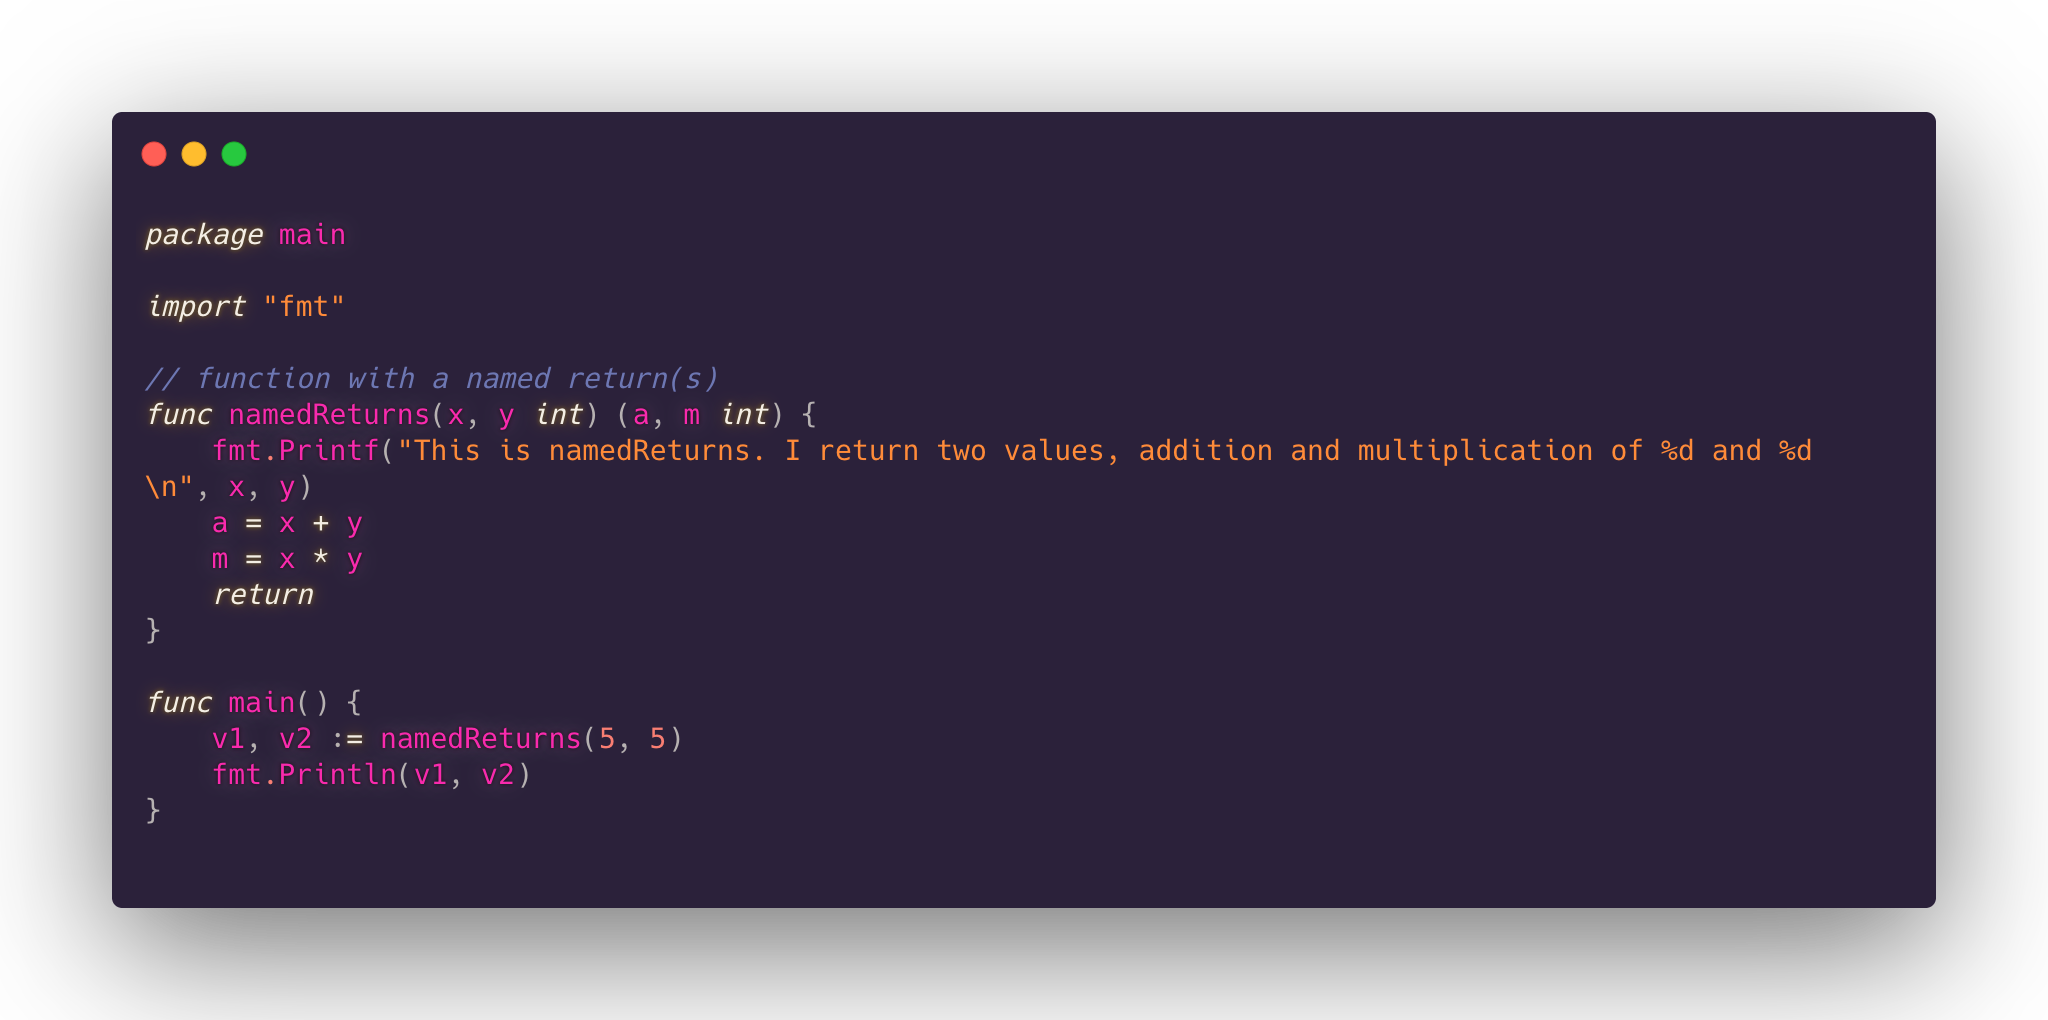 package main

import "fmt"

// function with a named return(s)
func namedReturns(x, y int) (a, m int) {
    fmt.Printf("This is namedReturns. I return two values, addition and multiplication of %d and %d
\n", x, y)
    a = x + y
    m = x * y
    return
}

func main() {
    v1, v2 := namedReturns(5, 5)
    fmt.Println(v1, v2)
}